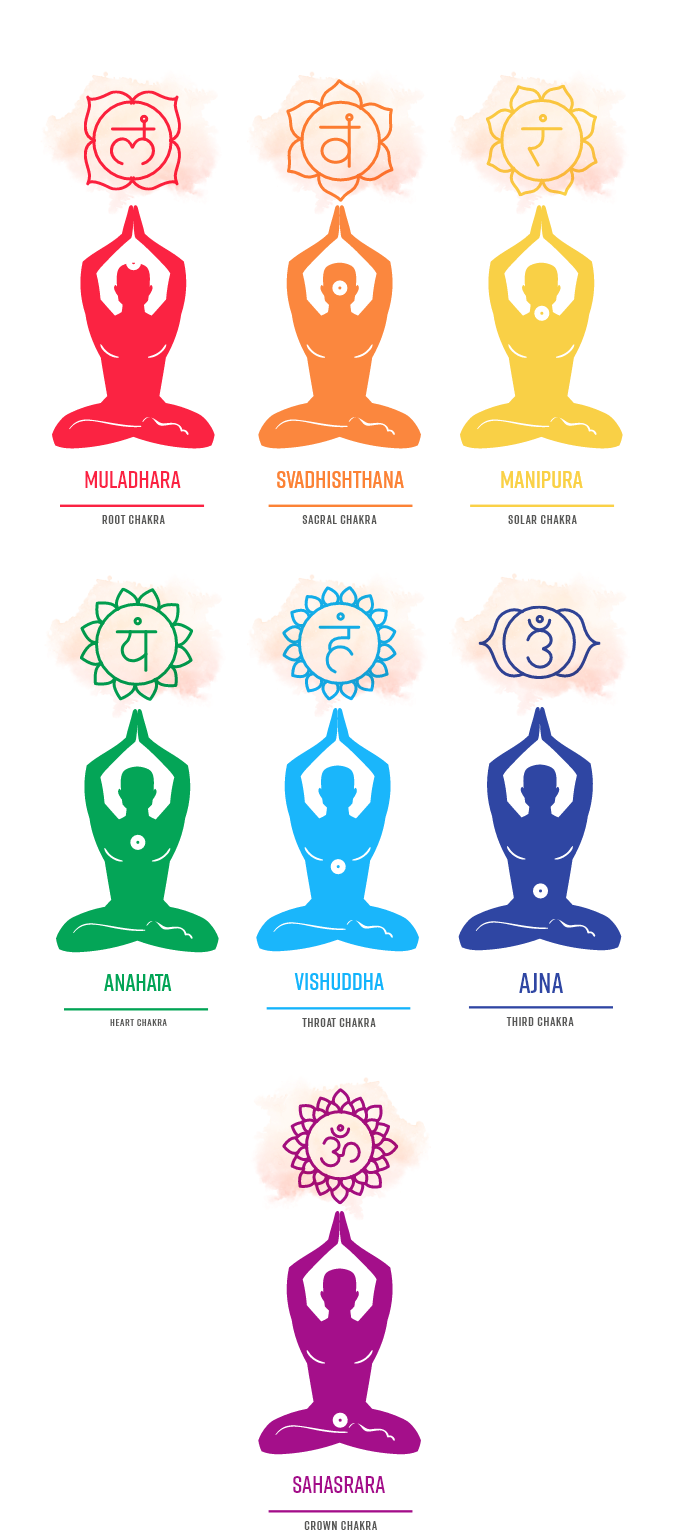 लं
वं
रं
MULADHARA
SVADHISHTHANA
MANIPURA
ROOT CHAKRA
SACRAL CHAKRA
SOLAR CHAKRA
यं
हं
ॐ
ANAHATA
VISHUDDHA
AJNA
HEART CHAKRA
THROAT CHAKRA
THIRD CHAKRA
ॐ
SAHASRARA
CROWN CHAKRA